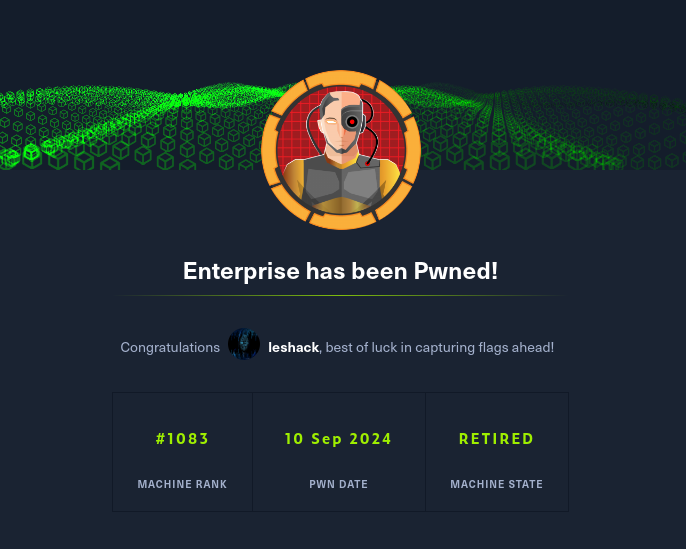 Enterprise has been Pwned!
Congratulations leshack, best of luck in capturing flags ahead!
#1083 10 Sep 2024 RETIRED
MACHINE RANK PWN DATE MACHINE STATE